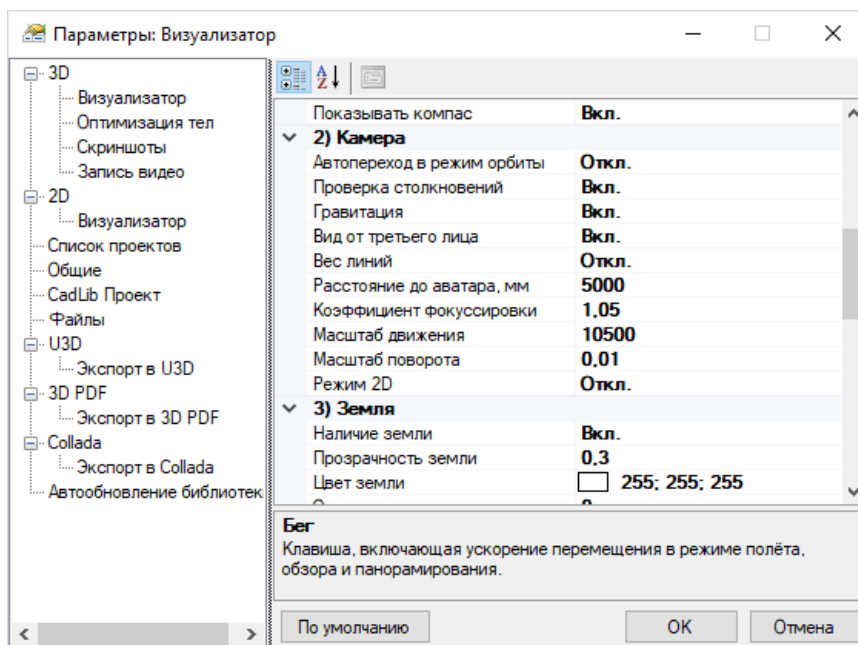 Параметры: Визуализатор
3D
Визуализатор
Оптимизация тел
Скриншоты
Запись видео
2D
Визуализатор
Список проектов
Общие
CadLib Проект
Файлы
U3D
Экспорт в U3D
3D PDF
Экспорт в 3D PDF
Collada
Экспорт в Collada
Автообновление библиотек
Показывать компас Вкл.
2) Камера
Автопереход в режим орбиты Откл.
Проверка столкновений Вкл.
Гравитация Вкл.
Вид от третьего лица Вкл.
Вес линий Откл.
Расстояние до аватара, мм 5000
Коэффициент фокуссировки 1,05
Масштаб движения 10500
Масштаб поворота 0,01
Режим 2D Откл.
3) Земля
Наличие земли Вкл.
Прозрачность земли 0,3
Цвет земли 255; 255; 255
Бег
Клавиша, включающая ускорение перемещения в режиме полёта,
обзора и панорамирования.
По умолчанию OK Отмена